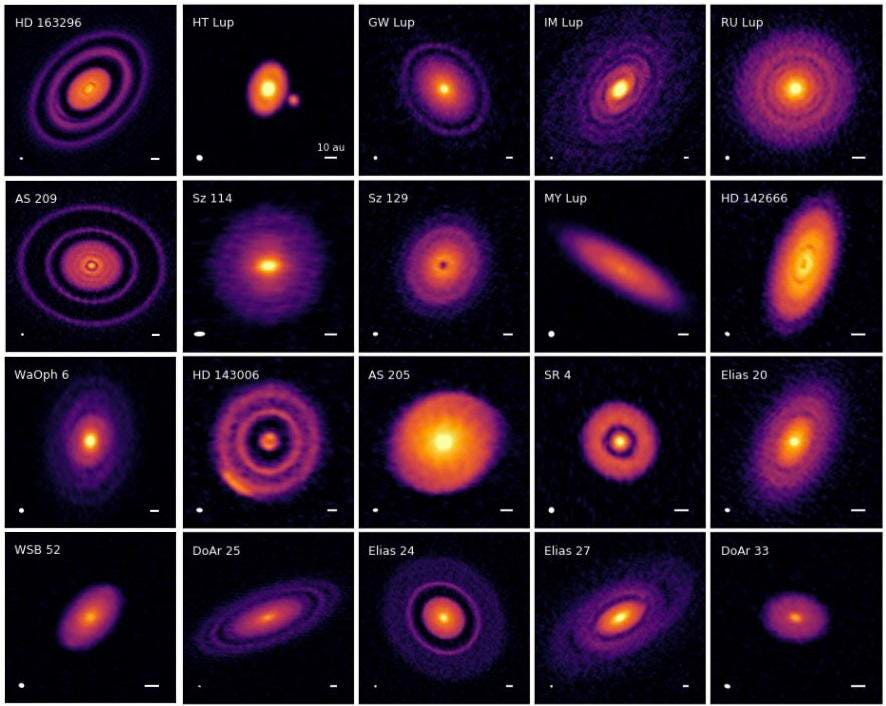 HD 163296
HT Lup
10 au
GW Lup
IM Lup
RU Lup
AS 209
Sz 114
Sz 129
MY Lup
HD 142666
WaOph 6
HD 143006
AS 205
SR 4
Elias 20
WSB 52
DoAr 25
Elias 24
Elias 27
DoAr 33